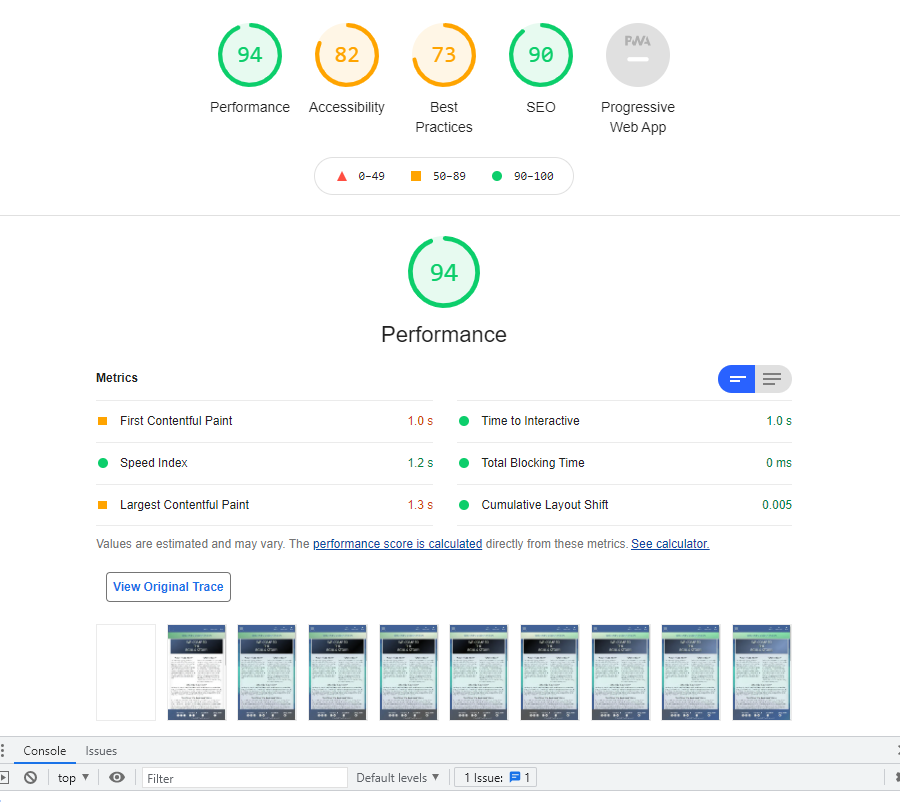 94 82 73 90 PWA
Performance Accessibility Best SEO Progressive
Practices Web App
0–49 50–89 90–100
94
Performance
Metrics
First Contentful Paint 1.0 s Time to Interactive 1.0 s
Speed Index 1.2 s Total Blocking Time 0 ms
Largest Contentful Paint 1.3 s Cumulative Layout Shift 0.005
Values are estimated and may vary. The performance score is calculated directly from these metrics. See calculator.
View Original Trace
Console Issues
top ▼ Filter Default levels ▼ 1 Issue: 1